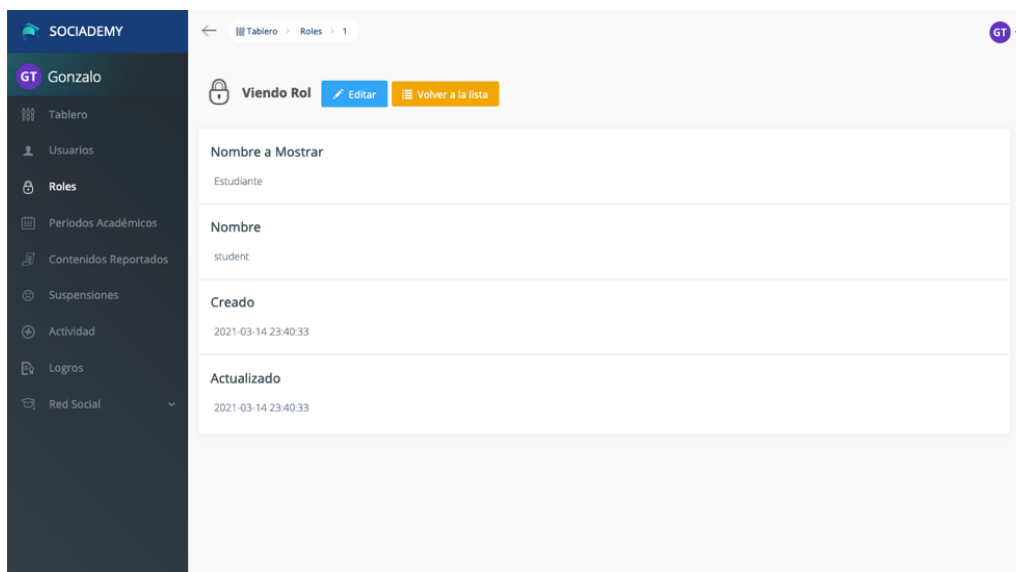 SOCIADEMY
GT Gonzalo
Tablero
Usuarios
Roles
Periodos Académicos
Contenidos Reportados
Suspensiones
Actividad
Logros
Red Social
Tablero > Roles > 1
GT
Viendo Rol Editar Volver a la lista
Nombre a Mostrar
Estudiante
Nombre
student
Creado
2021-03-14 23:40:33
Actualizado
2021-03-14 23:40:33